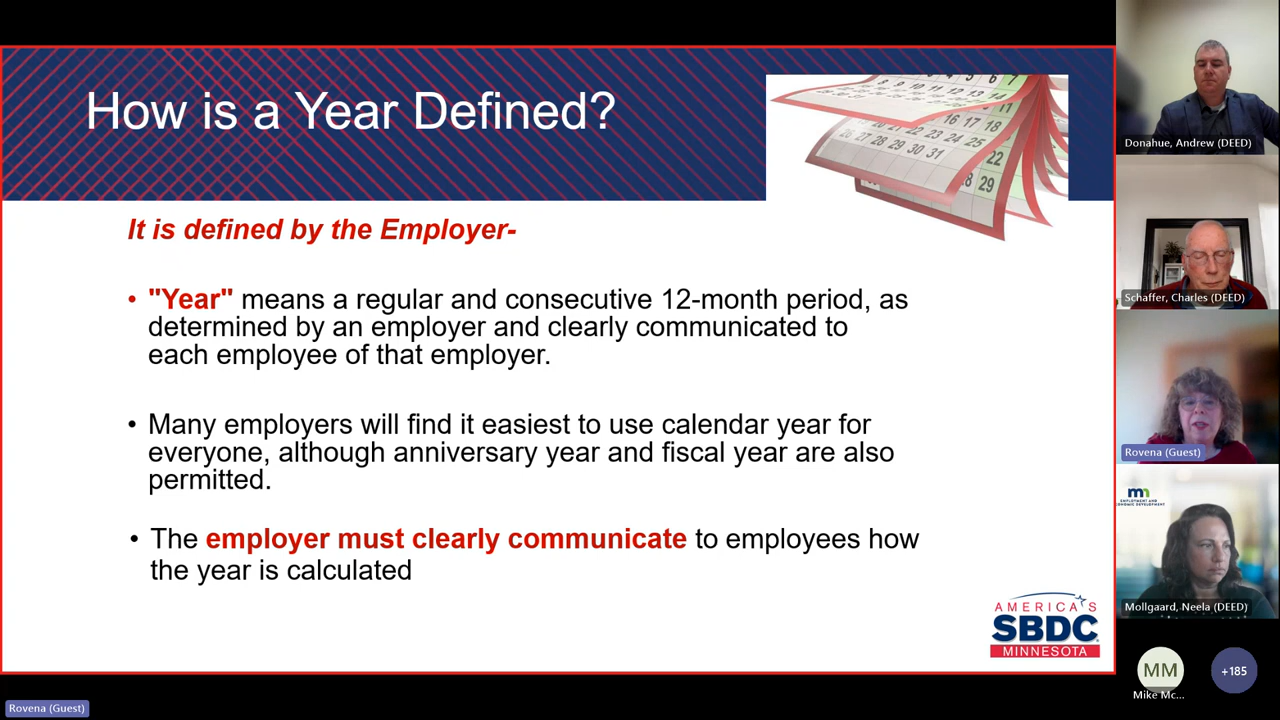 How is a Year Defined?
It is defined by the Employer-
• "Year" means a regular and consecutive 12-month period, as
determined by an employer and clearly communicated to
each employee of that employer.
• Many employers will find it easiest to use calendar year for
everyone, although anniversary year and fiscal year are also
permitted.
• The employer must clearly communicate to employees how
the year is calculated
AMERICA'S
SBDC
MINNESOTA
Rovena (Guest)
Donahue, Andrew (DEED)
Schaffer, Charles (DEED)
Rovena (Guest)
EMPLOYMENT AND
ECONOMIC DEVELOPMENT
Mollgaard, Neela (DEED)
MM
Mike Mc...
+185